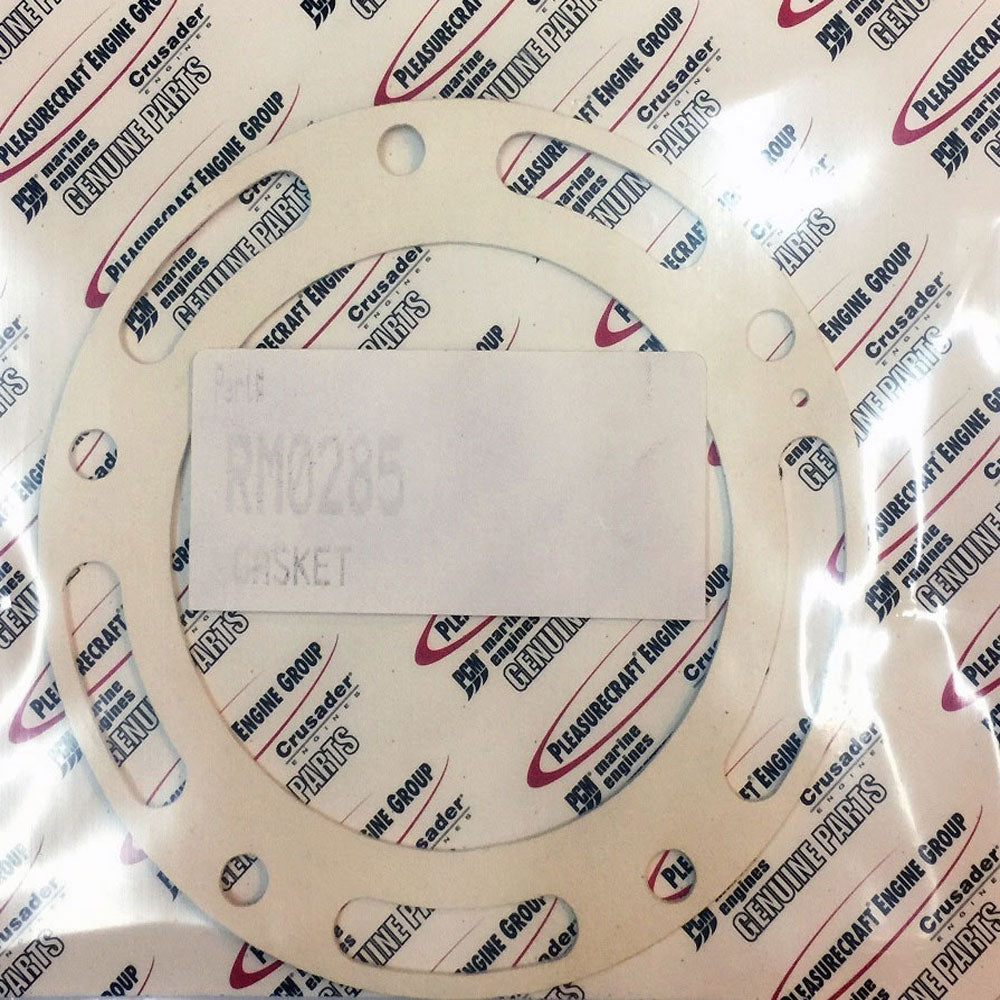 Part#
RM0285
GASKET
PLEASURECRAFT® ENGINE GROUP
PCM marine engines
Crusader®
ENGINES
GENUINE PARTS